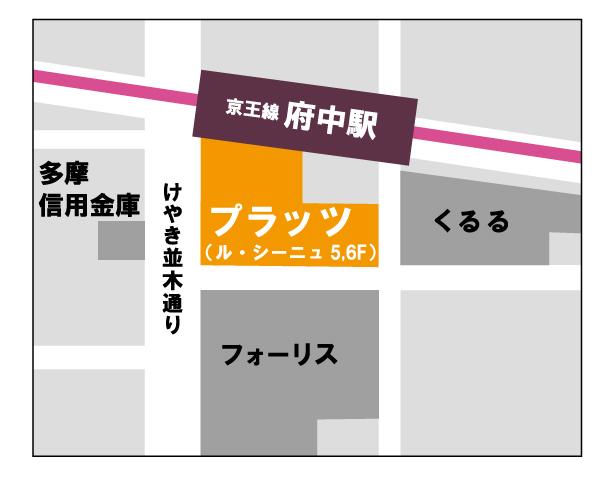 京王線 府中駅
多摩
信用金庫
けやき並木通り
プラッツ
（ル・シーニュ 5,6F）
くるる
フォーリス